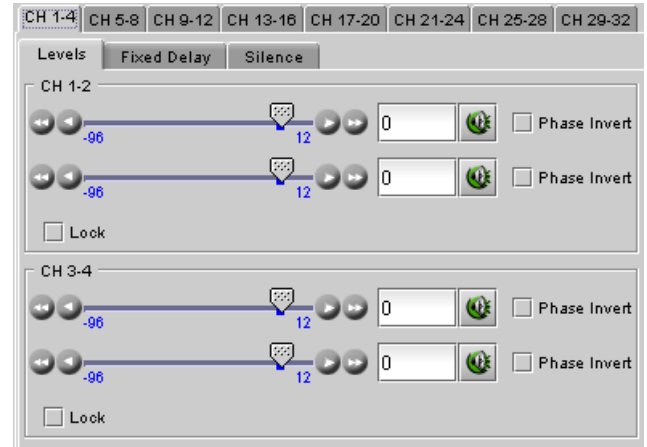 CH 1-4 CH 5-8 CH 9-12 CH 13-16 CH 17-20 CH 21-24 CH 25-28 CH 29-32
Levels Fixed Delay Silence
CH 1-2
-96 12 0 Phase Invert
-96 12 0 Phase Invert
Lock
CH 3-4
-96 12 0 Phase Invert
-96 12 0 Phase Invert
Lock